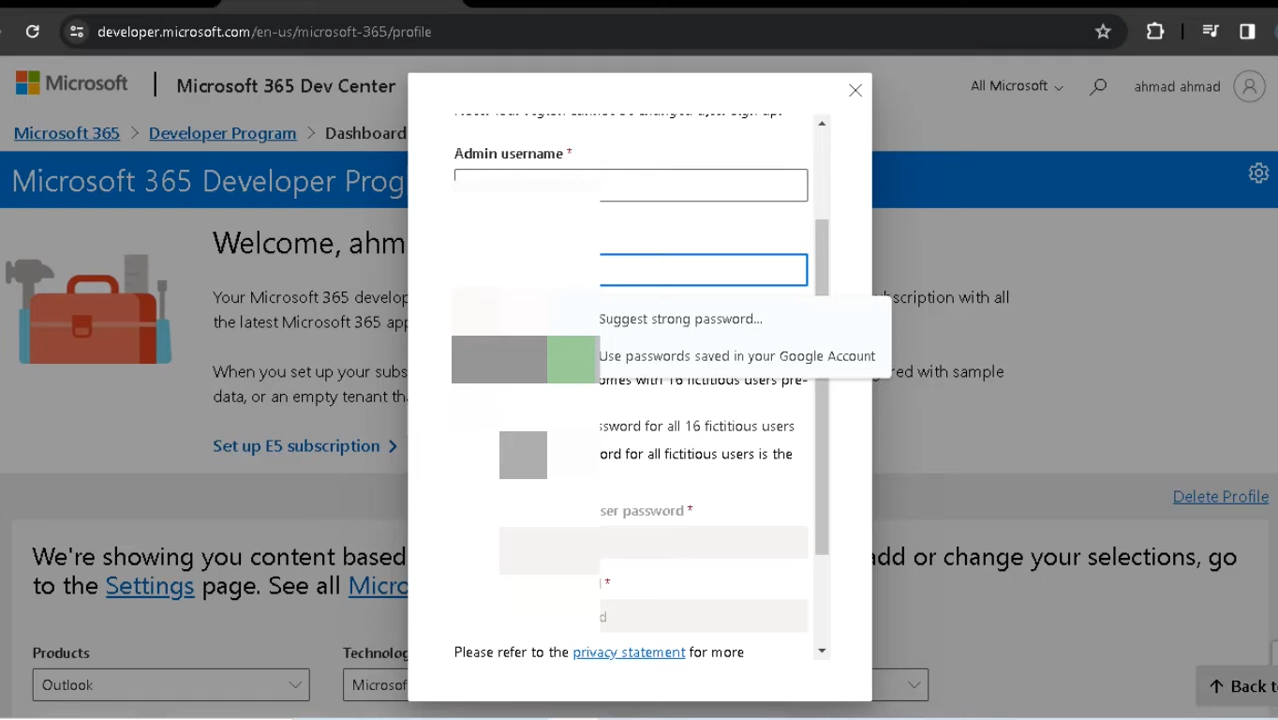 developer.microsoft.com/en-us/microsoft-365/profile
Microsoft
Microsoft 365 Dev Center
All Microsoft
ahmad ahmad
Microsoft 365 > Developer Program > Dashboard
Microsoft 365 Developer Prog
Welcome, ahm
Your Microsoft 365 develop
the latest Microsoft 365 app
When you set up your subs
data, or an empty tenant tha
Set up E5 subscription
Admin username *
Suggest strong password...
Use passwords saved in your Google Account
omes with 16 fictitious users pre-
ssword for all 16 fictitious users
ord for all fictitious users is the
ser password *
*
d
Please refer to the privacy statement for more
scription with all
red with sample
Delete Profile
We're showing you content based
add or change your selections, go
to the Settings page. See all Micro
Products
Technolog
Outlook
Microsof
Back to